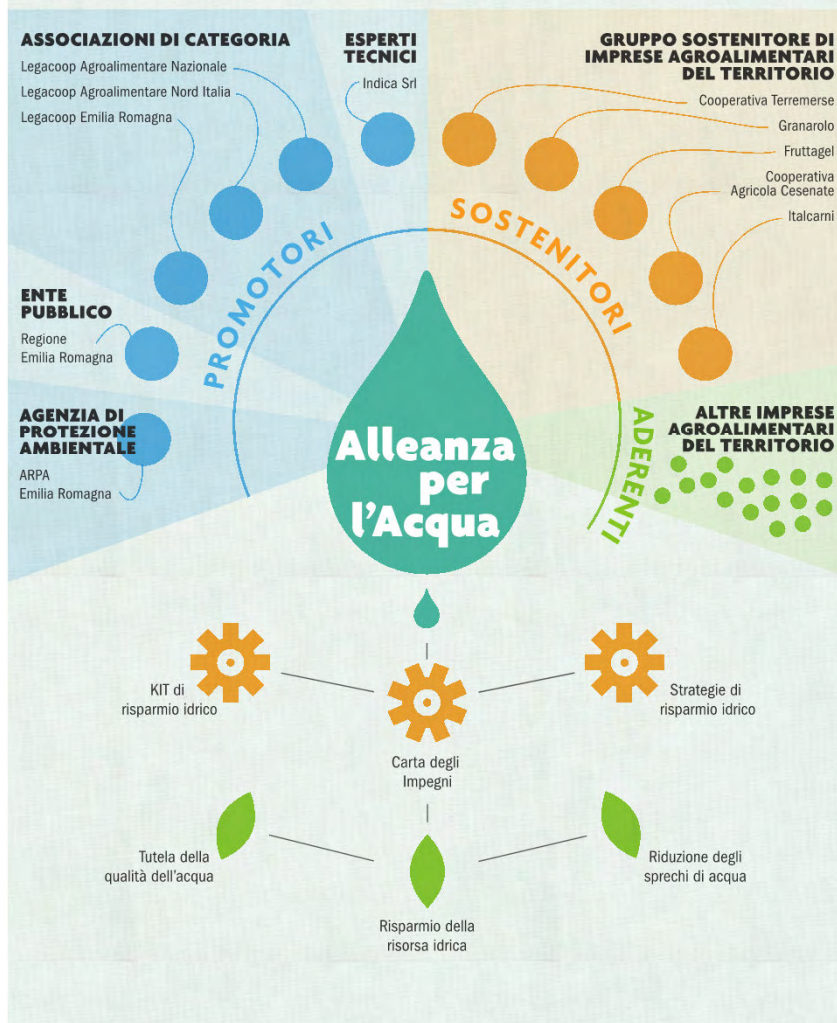 ASSOCIAZIONI DI CATEGORIA
Legacoop Agroalimentare Nazionale
Legacoop Agroalimentare Nord Italia
Legacoop Emilia Romagna
ESPERTI
TECNICI
Indica Srl
GRUPPO SOSTENITORE DI
IMPRESE AGROALIMENTARI
DEL TERRITORIO
Cooperativa Terremerse
Granarolo
Fruttagel
Cooperativa
Agricola Cesenate
Italcarni
ENTE
PUBBLICO
Regione
Emilia Romagna
AGENZIA DI
PROTEZIONE
AMBIENTALE
ARPA
Emilia Romagna
PROMOTORI
SOSTENITORI
ADERENTI
ALTRE IMPRESE
AGROALIMENTARI
DEL TERRITORIO
Alleanza
per
l'Acqua
KIT di
risparmio idrico
Carta degli
Impegni
Strategie di
risparmio idrico
Tutela della
qualità dell'acqua
Risparmio della
risorsa idrica
Riduzione degli
sprechi di acqua